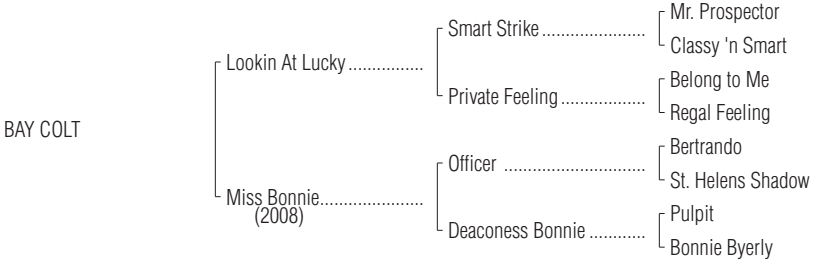 Mr. Prospector
Smart Strike......................
Classy 'n Smart
Lookin At Lucky................
Belong to Me
Private Feeling..................
Regal Feeling
BAY COLT
Bertrando
Officer ..............................
St. Helens Shadow
Miss Bonnie......................
(2008)
Pulpit
Deaconess Bonnie ............
Bonnie Byerly